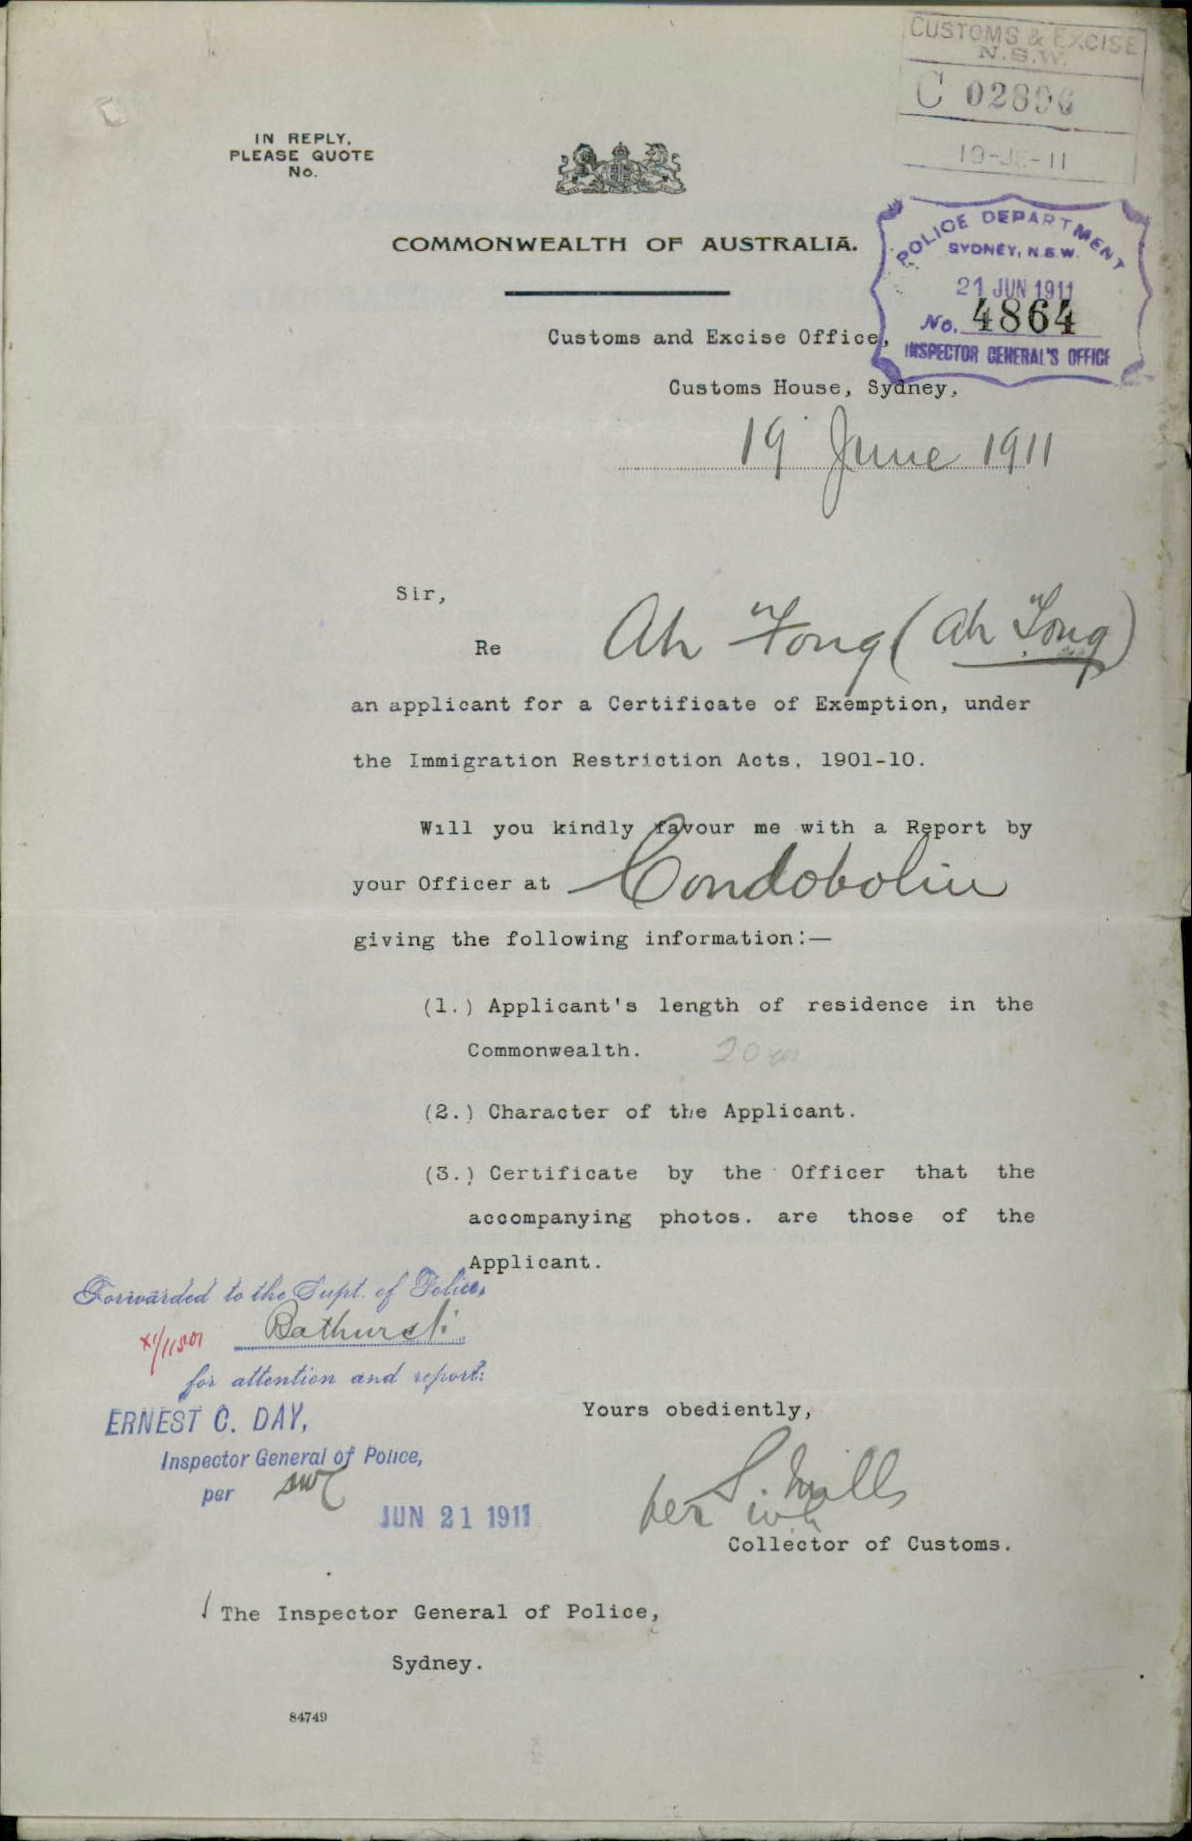 CUSTOMS & EXCISE
N.S.W.
C 02896
19-JE-11
IN REPLY,
PLEASE QUOTE
No.
COMMONWEALTH OF AUSTRALIA.
POLICE DEPARTMENT
SYDNEY, N.S.W.
21 JUN 1911
No. 4864
INSPECTOR GENERAL'S OFFICE
Customs and Excise Office,
Customs House, Sydney,
19 June 1911
Sir,
Re Ah Fong (Ah Tong)
an applicant for a Certificate of Exemption, under
the Immigration Restriction Acts, 1901-10.
Will you kindly favour me with a Report by
your Officer at Condobolin
giving the following information:—
(1.) Applicant's length of residence in the
Commonwealth. 20
(2.) Character of the Applicant.
(3.) Certificate by the Officer that the
accompanying photos. are those of the
Applicant.
Forwarded to the Supt. of Police,
Bathurst
for attention and report:
ERNEST C. DAY,
Inspector General of Police,
per
JUN 21 1911
Yours obediently,
S. Mills
per
Collector of Customs.
The Inspector General of Police,
Sydney.
84749